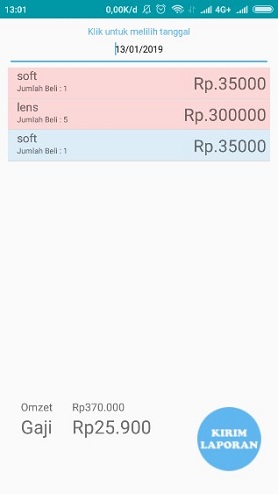 13:01 0,00K/d 4G+
Klik untuk melilih tanggal
13/01/2019
soft
Jumlah Beli : 1
Rp.35000
lens
Jumlah Beli : 5
Rp.300000
soft
Jumlah Beli : 1
Rp.35000
Omzet Rp370.000
Gaji Rp25.900
KIRIM
LAPORAN